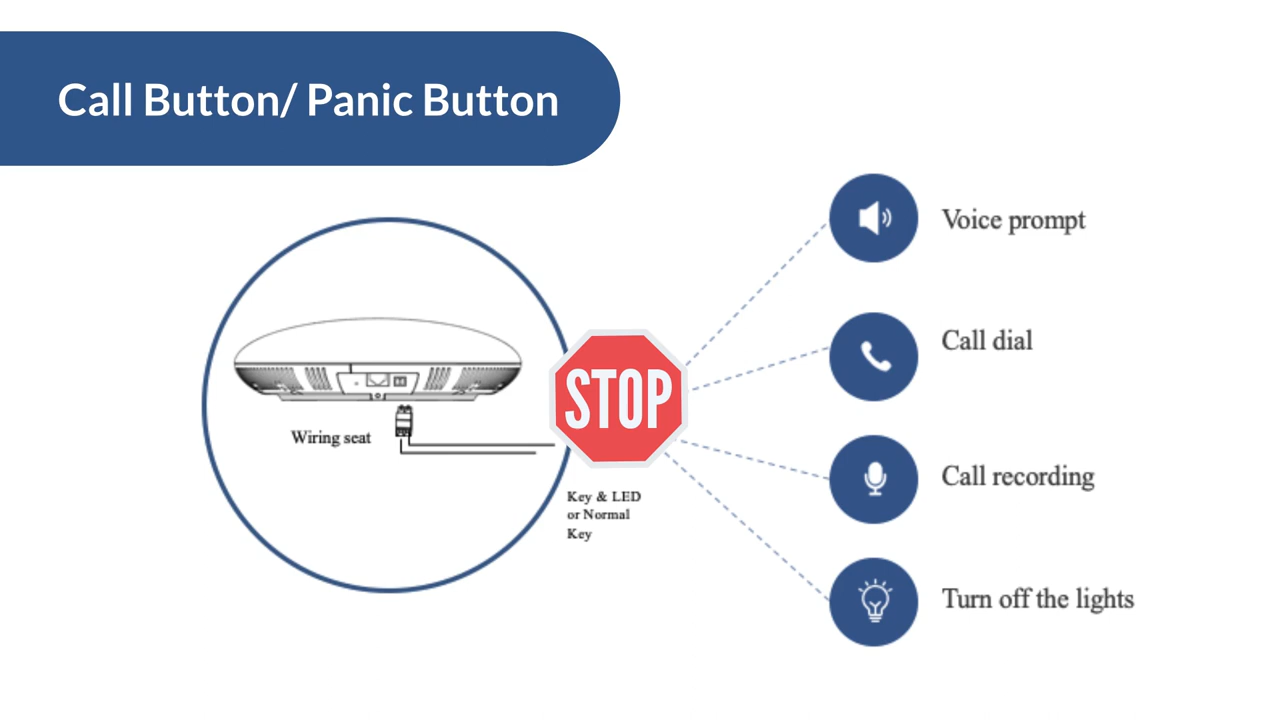 Call Button/ Panic Button
Voice prompt
Call dial
STOP
Wiring seat
Call recording
Key & LED
or Normal
Key
Turn off the lights